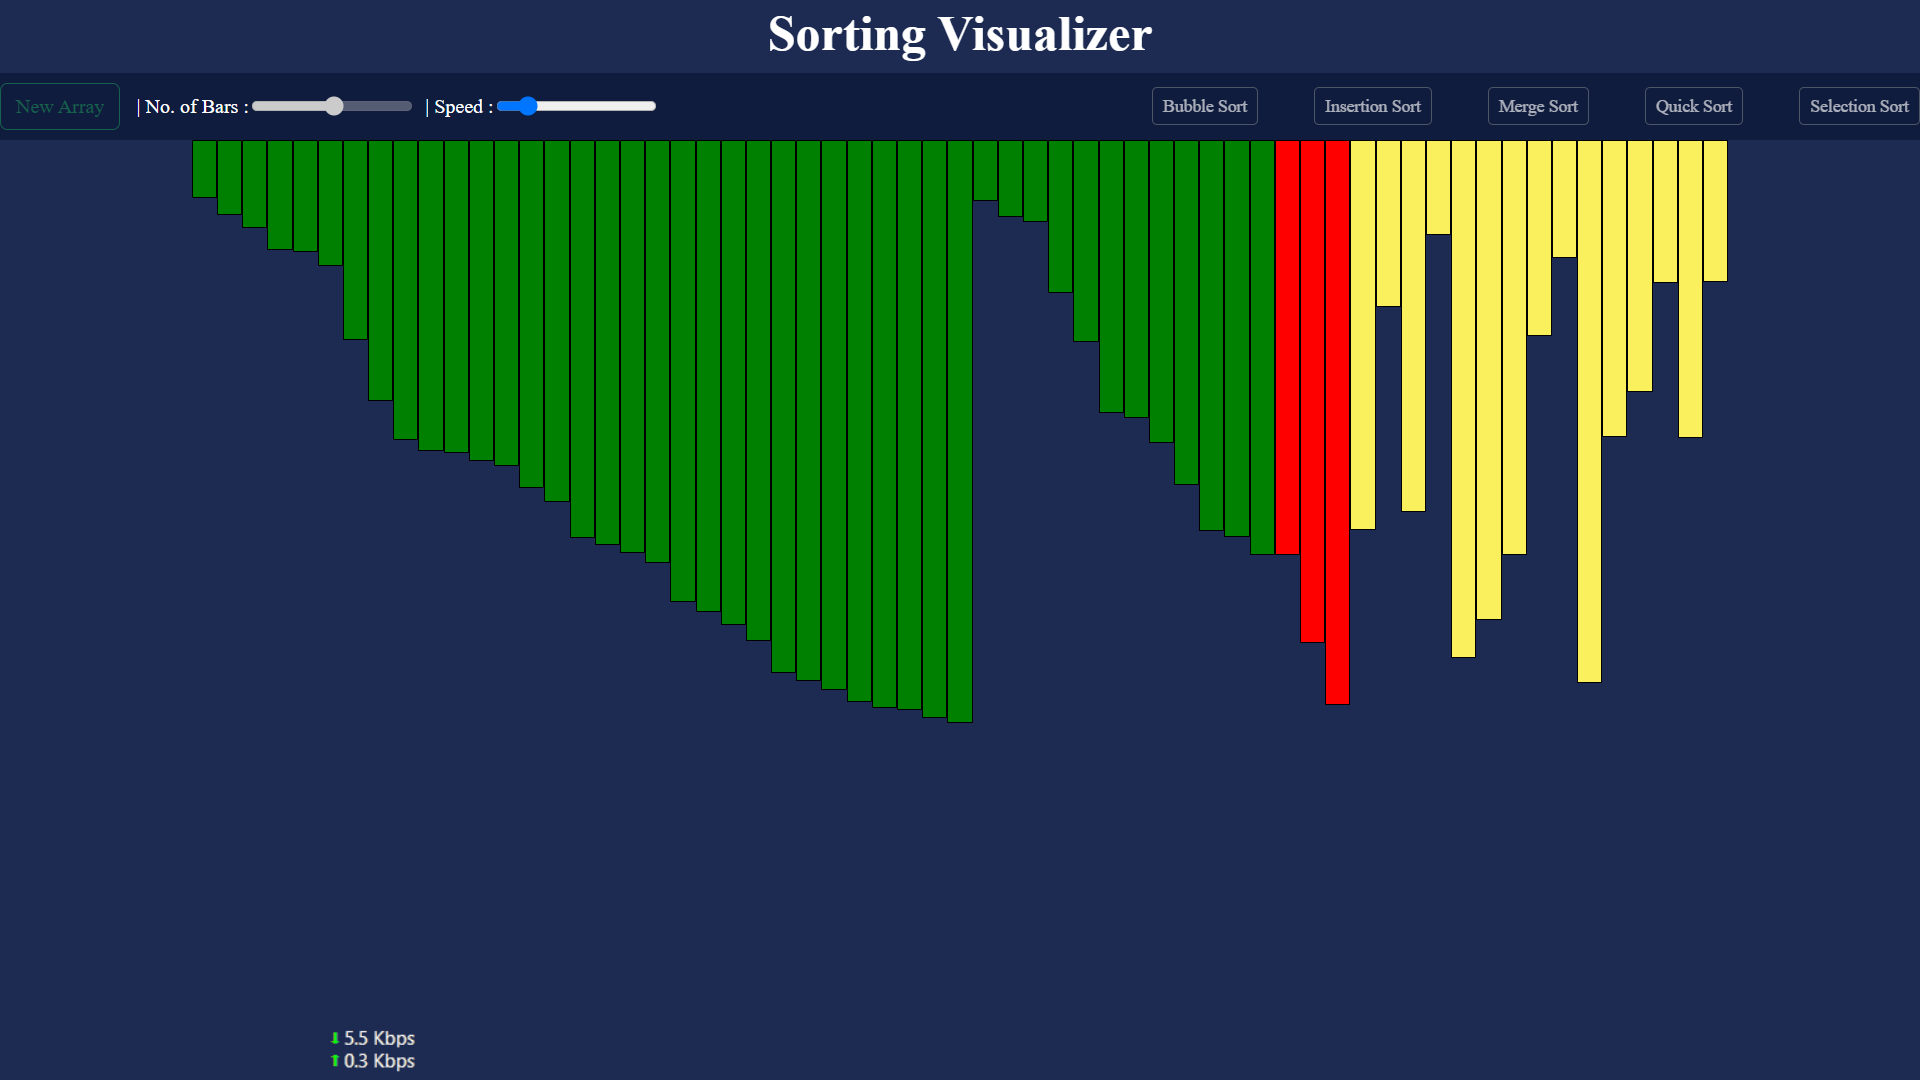 Sorting Visualizer
New Array | No. of Bars : | Speed : Bubble Sort Insertion Sort Merge Sort Quick Sort Selection Sort
⬇ 5.5 Kbps
⬆ 0.3 Kbps